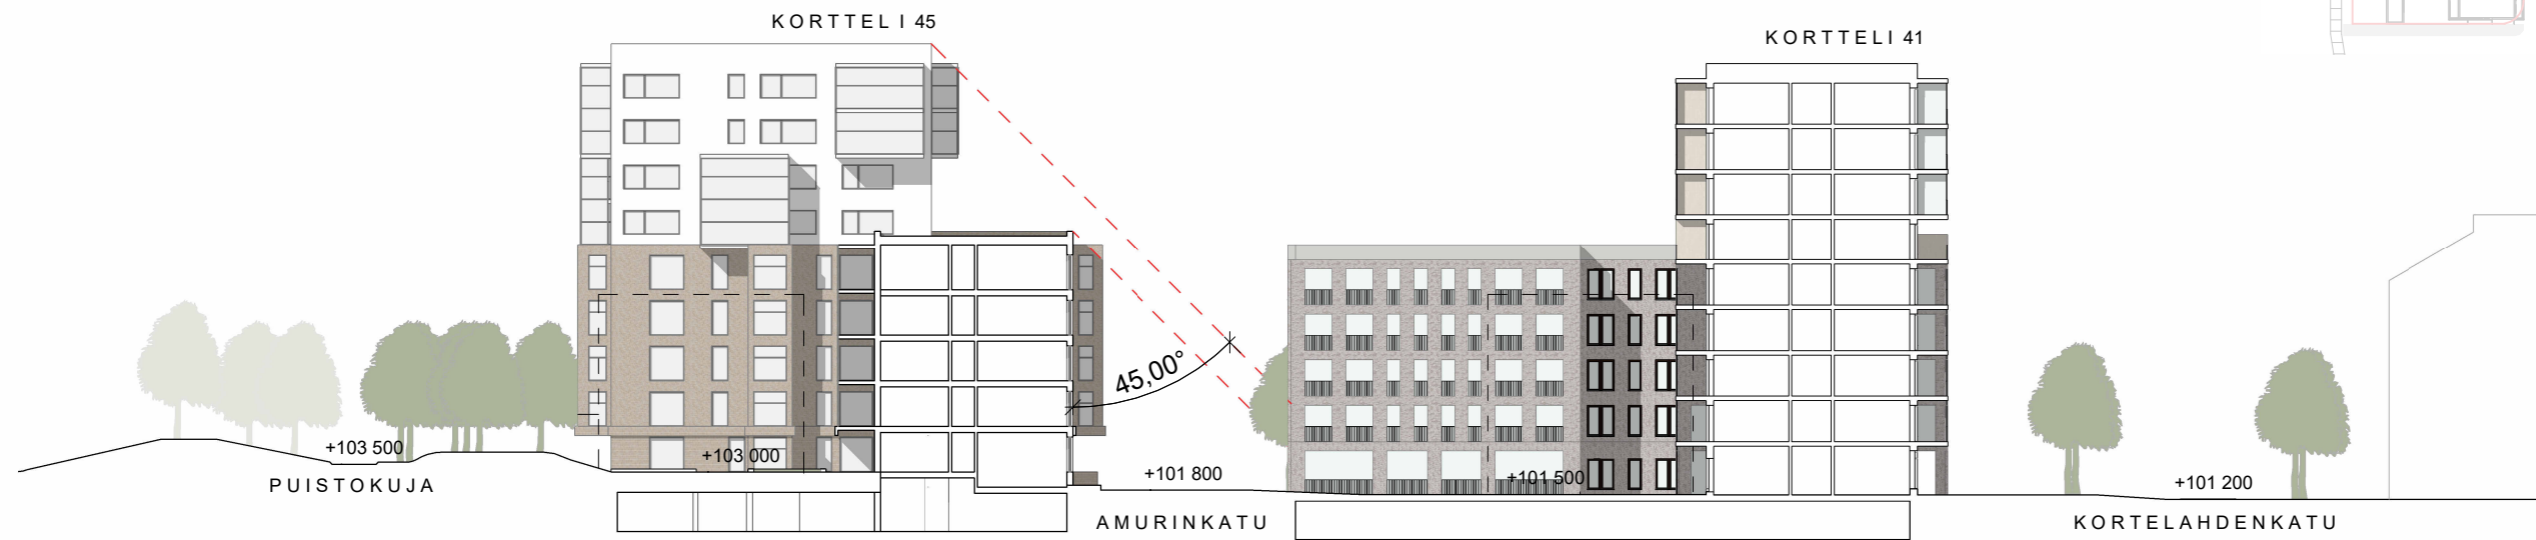 KORTTELI 45
KORTTELI 41
45,00°
+103 500
+103 000
+101 800
+101 500
+101 200
PUISTOKUJA
AMURINKATU
KORTELAHDENKATU